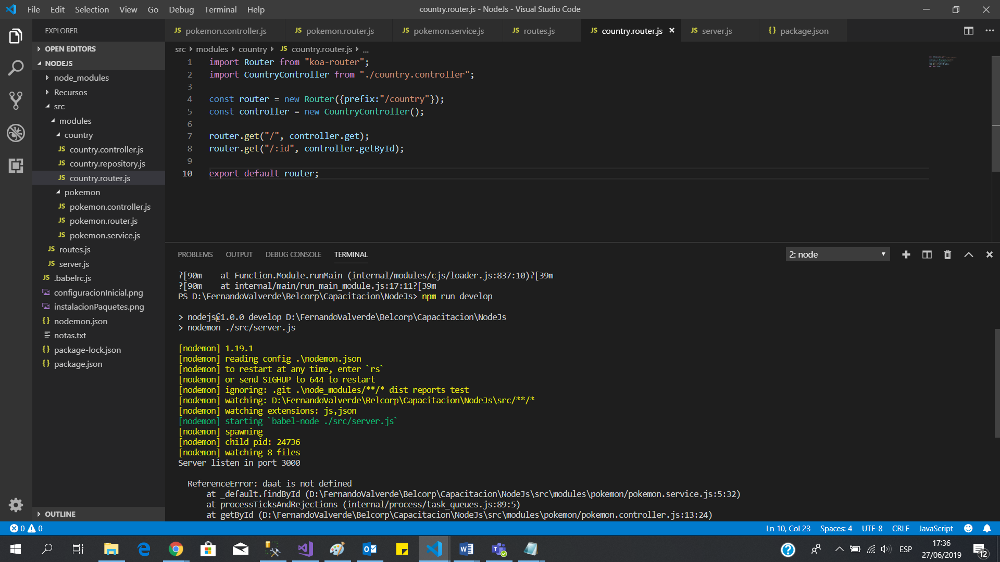 File Edit Selection View Go Debug Terminal Help
country.router.js - NodeJs - Visual Studio Code
EXPLORER
OPEN EDITORS
NODEJS
node_modules
Recursos
src
modules
country
JS country.controller.js
JS country.repository.js
JS country.router.js
pokemon
JS pokemon.controller.js
JS pokemon.router.js
JS pokemon.service.js
JS routes.js
JS server.js
JS .babelrc.js
configuracionInicial.png
instalacionPaquetes.png
{} nodemon.json
notas.txt
{} package-lock.json
{} package.json
OUTLINE
JS pokemon.controller.js JS pokemon.router.js JS pokemon.service.js JS routes.js JS country.router.js JS server.js {} package.json
src modules country JS country.router.js ...
1 import Router from "koa-router";
2 import CountryController from "./country.controller";
3
4 const router = new Router({prefix:"/country"});
5 const controller = new CountryController();
6
7 router.get("/", controller.get);
8 router.get("/:id", controller.getById);
9
10 export default router;
PROBLEMS OUTPUT DEBUG CONSOLE TERMINAL
2: node
?[90m    at Function.Module.runMain (internal/modules/cjs/loader.js:837:10)?[39m
?[90m    at internal/main/run_main_module.js:17:11?[39m
PS D:\FernandoValverde\Belcorp\Capacitacion\NodeJs> npm run develop
> nodejs@1.0.0 develop D:\FernandoValverde\Belcorp\Capacitacion\NodeJs
> nodemon ./src/server.js
[nodemon] 1.19.1
[nodemon] reading config .\nodemon.json
[nodemon] to restart at any time, enter `rs`
[nodemon] or send SIGHUP to 644 to restart
[nodemon] ignoring: .git .\node_modules/**/* dist reports test
[nodemon] watching: D:\FernandoValverde\Belcorp\Capacitacion\NodeJs\src/**/*
[nodemon] watching extensions: js,json
[nodemon] starting `babel-node ./src/server.js`
[nodemon] spawning
[nodemon] child pid: 24736
[nodemon] watching 8 files
Server listen in port 3000
ReferenceError: daat is not defined
at _default.findById (D:\FernandoValverde\Belcorp\Capacitacion\NodeJs\src\modules\pokemon/pokemon.service.js:5:32)
at processTicksAndRejections (internal/process/task_queues.js:89:5)
at getById (D:\FernandoValverde\Belcorp\Capacitacion\NodeJs\src\modules\pokemon/pokemon.controller.js:13:24)
0 0
Ln 10, Col 23 Spaces: 4 UTF-8 CRLF JavaScript
ESP
17:36
27/06/2019
12